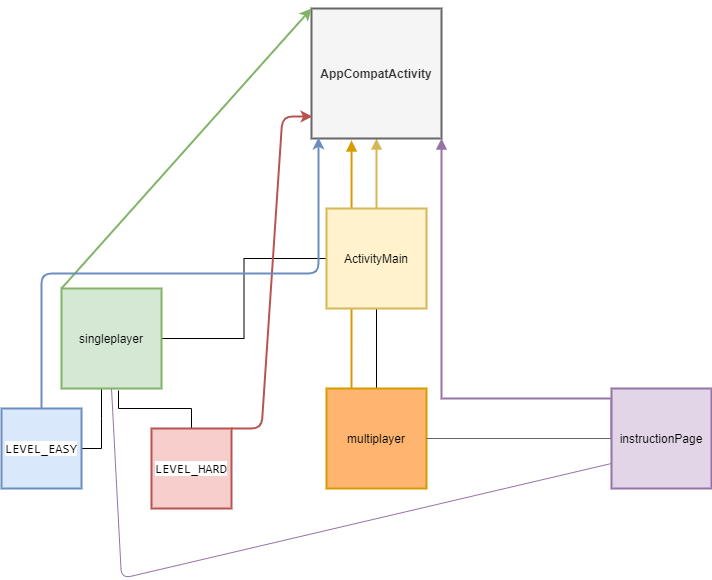 AppCompatActivity
ActivityMain
singleplayer
LEVEL_EASY
LEVEL_HARD
multiplayer
instructionPage